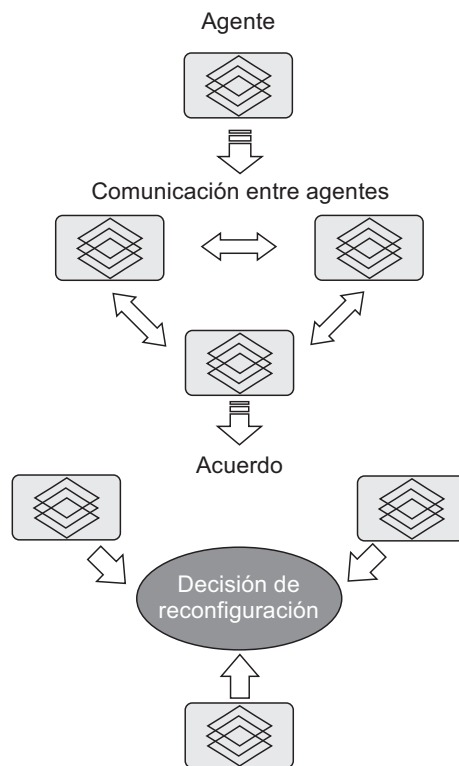 Agente
Comunicación entre agentes
Acuerdo
Decisión de
reconfiguración